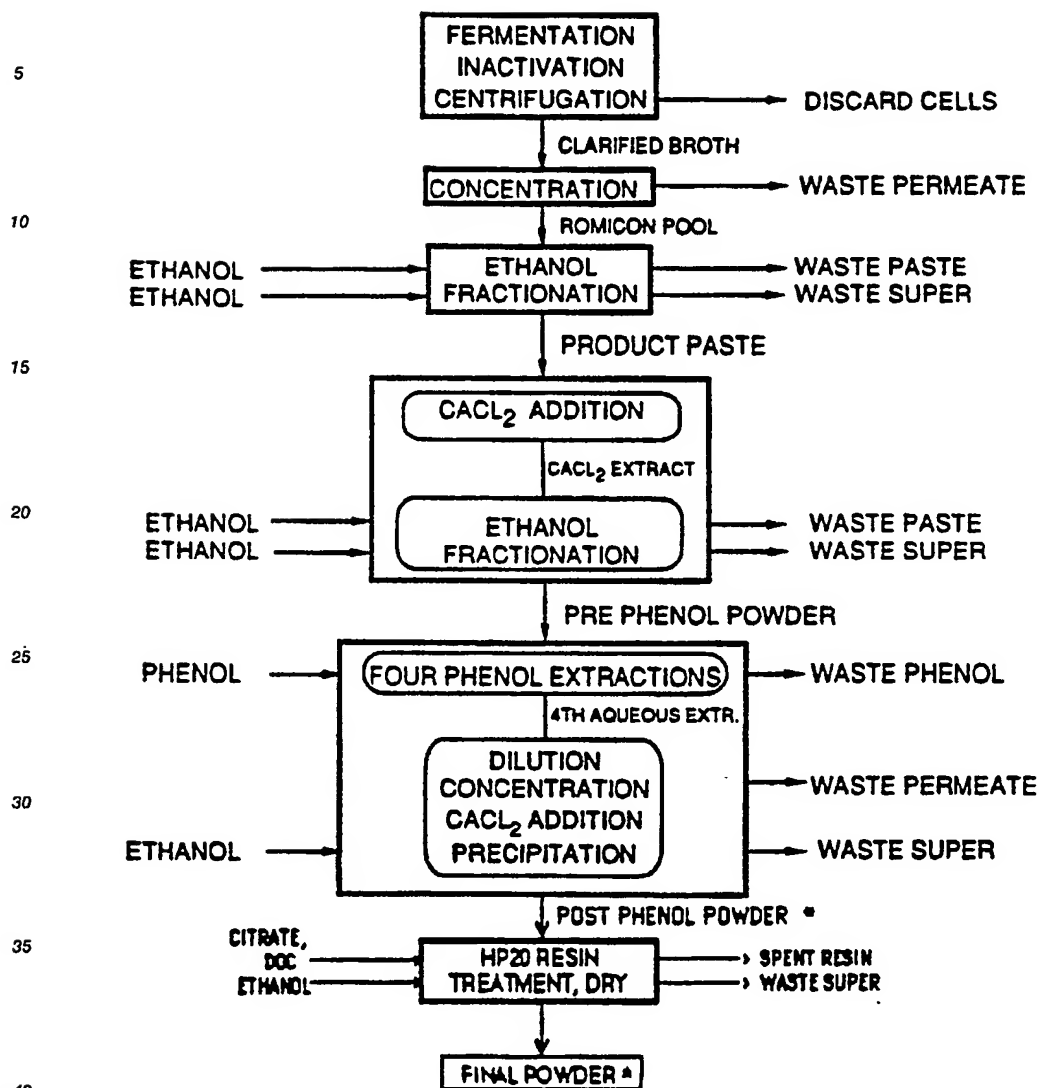 FERMENTATION
5 INACTIVATION
CENTRIFUGATION DISCARD CELLS
CLARIFIED BROTH
CONCENTRATION WASTE PERMEATE
10 ROMICON POOL
ETHANOL ETHANOL WASTE PASTE
ETHANOL FRACTIONATION WASTE SUPER
PRODUCT PASTE
15
CACL2 ADDITION
CACL2 EXTRACT
20 ETHANOL ETHANOL WASTE PASTE
ETHANOL FRACTIONATION WASTE SUPER
PRE PHENOL POWDER
25 PHENOL FOUR PHENOL EXTRACTIONS WASTE PHENOL
4TH AQUEOUS EXTR.
DILUTION
CONCENTRATION WASTE PERMEATE
30 CACL2 ADDITION
ETHANOL PRECIPITATION WASTE SUPER
POST PHENOL POWDER *
35 CITRATE,
DOC HP20 RESIN SPENT RESIN
ETHANOL TREATMENT, DRY WASTE SUPER
FINAL POWDER *